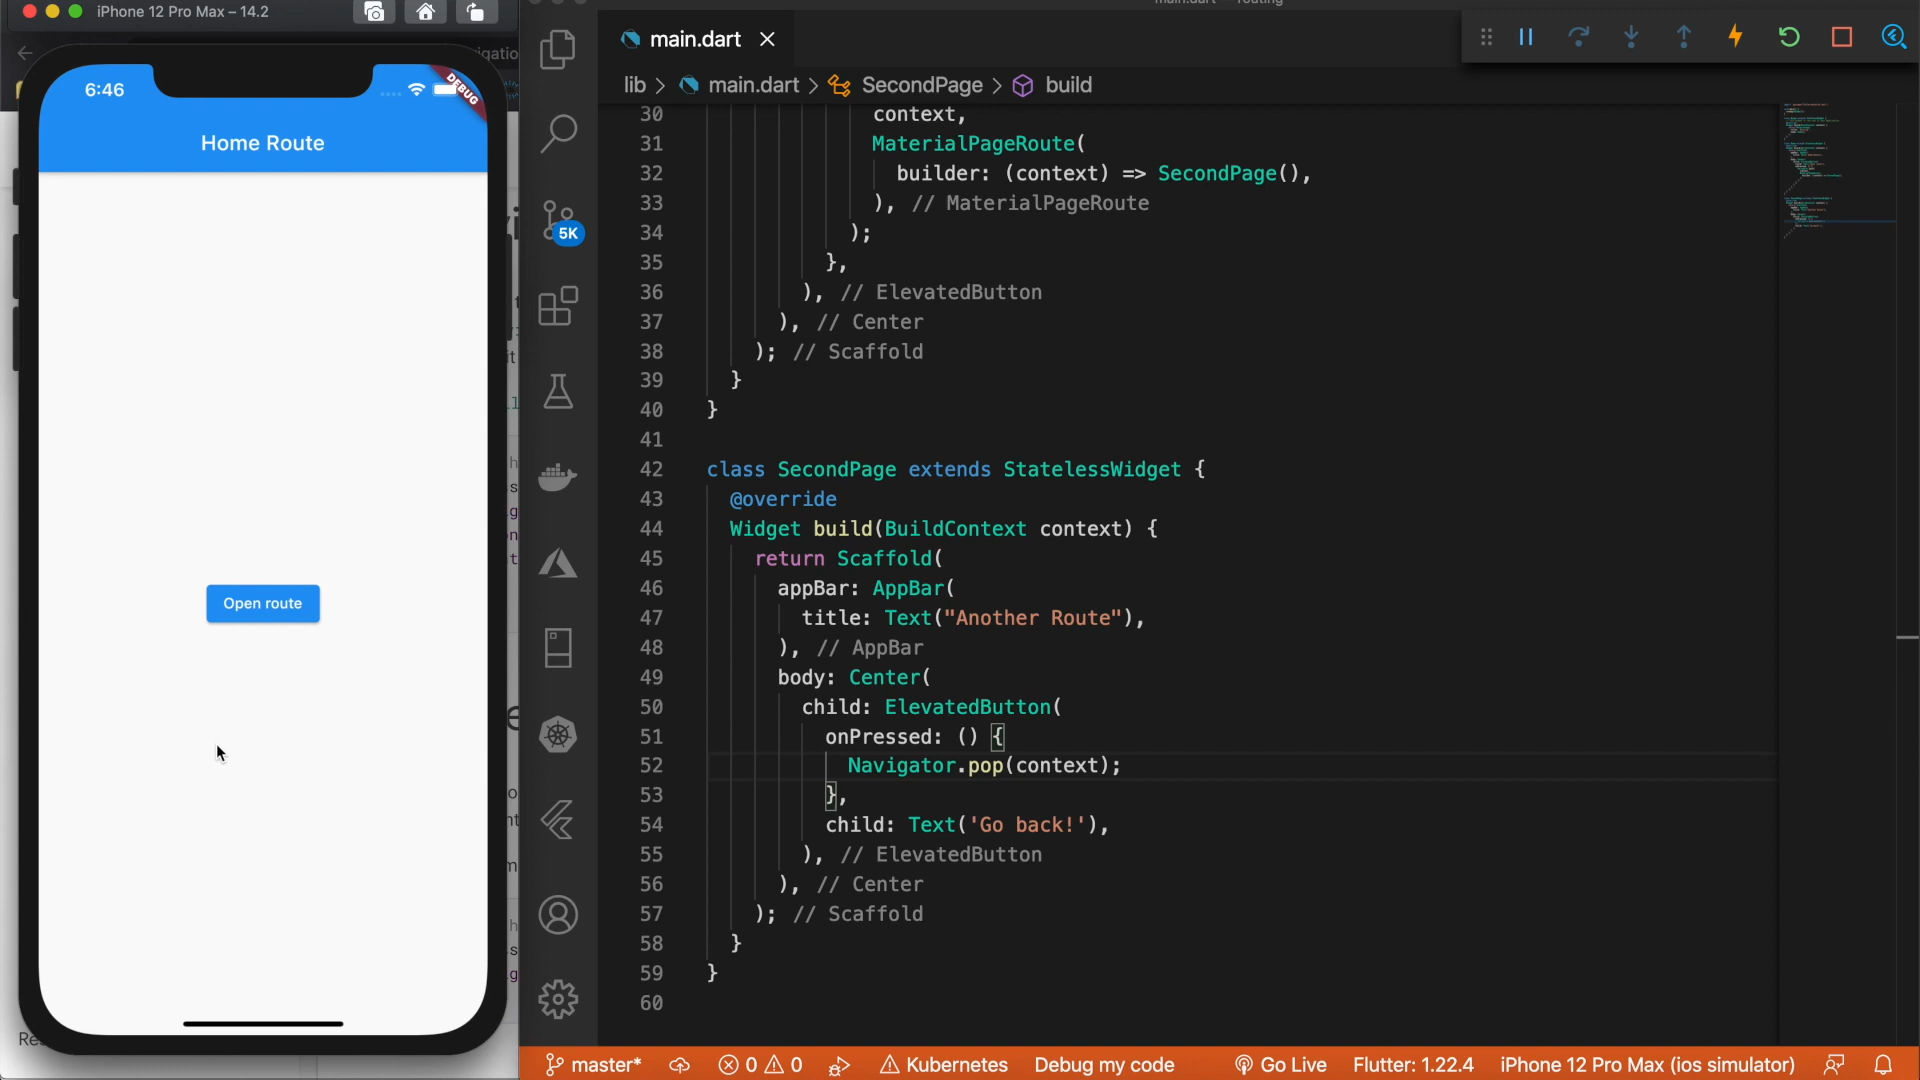 iPhone 12 Pro Max – 14.2
6:46
DEBUG
Home Route
Open route
main.dart
lib > main.dart > SecondPage > build
5K
30 context,
31 MaterialPageRoute(
32 builder: (context) => SecondPage(),
33 ), // MaterialPageRoute
34 );
35 },
36 ), // ElevatedButton
37 ), // Center
38 ); // Scaffold
39 }
40 }
41
42 class SecondPage extends StatelessWidget {
43 @override
44 Widget build(BuildContext context) {
45 return Scaffold(
46 appBar: AppBar(
47 title: Text("Another Route"),
48 ), // AppBar
49 body: Center(
50 child: ElevatedButton(
51 onPressed: () {
52 Navigator.pop(context);
53 },
54 child: Text('Go back!'),
55 ), // ElevatedButton
56 ), // Center
57 ); // Scaffold
58 }
59 }
60
master* 0 0 Kubernetes Debug my code Go Live Flutter: 1.22.4 iPhone 12 Pro Max (ios simulator)